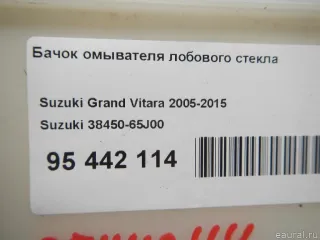 Бачок омывателя лобового стекла
Suzuki Grand Vitara 2005-2015
Suzuki 38450-65J00
95 442 114
eaural.ru